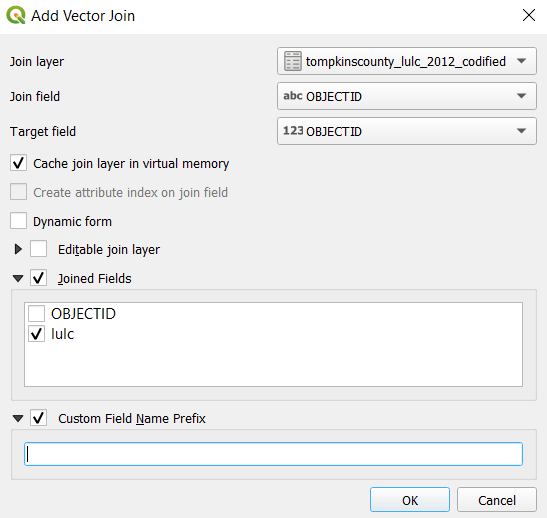 Add Vector Join
Join layer tompkinscounty_lulc_2012_codified
Join field abc OBJECTID
Target field 123 OBJECTID
Cache join layer in virtual memory
Create attribute index on join field
Dynamic form
Editable join layer
Joined Fields
OBJECTID
lulc
Custom Field Name Prefix
OK Cancel